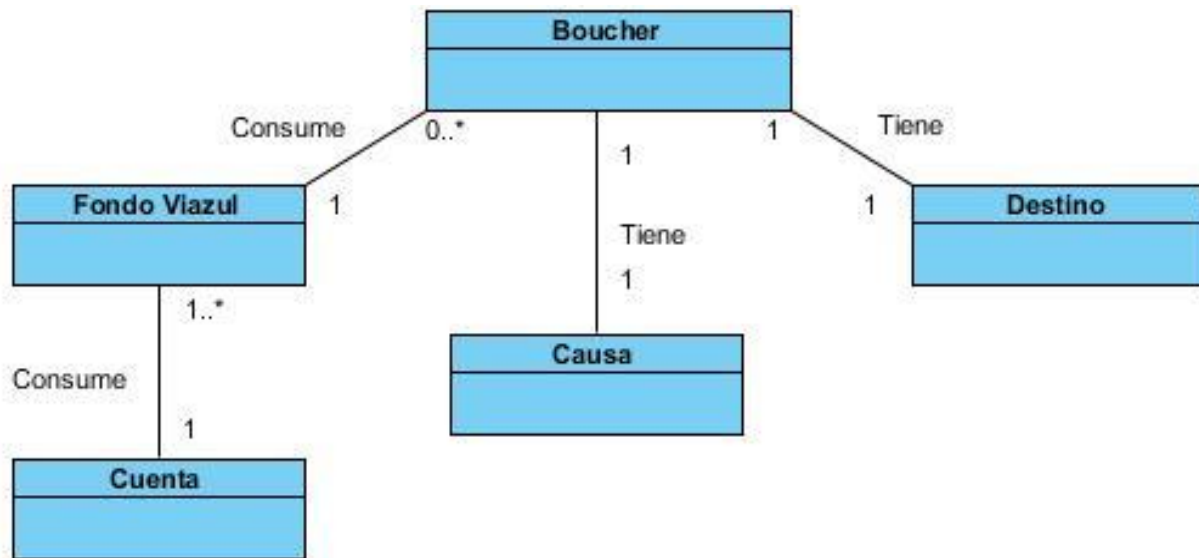 Boucher
Consume
0..*
1
Tiene
1
Fondo Viazul
1
1
Destino
Tiene
1..*
1
Causa
Consume
1
Cuenta